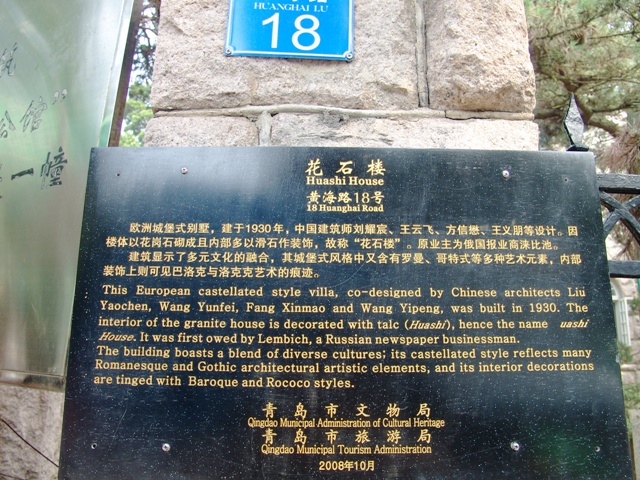 HUANGHAI LU
18
会馆"
一幢
花石楼
Huashi House
黄海路18号
18 Huanghai Road
欧洲城堡式别墅，建于1930年，中国建筑师刘耀宸、王云飞、方信懋、王义朋等设计。因
楼体以花岗石砌成且内部多以滑石作装饰，故称“花石楼”。原业主为俄国报业商涞比池。
建筑显示了多元文化的融合，其城堡式风格中又含有罗曼、哥特式等多种艺术元素，内部
装饰上则可见巴洛克与洛克克艺术的痕迹。
This European castellated style villa, co-designed by Chinese architects Liu
Yaochen, Wang Yunfei, Fang Xinmao and Wang Yipeng, was built in 1930. The
interior of the granite house is decorated with talc (Huashi), hence the name uashi
House. It was first owed by Lembich, a Russian newspaper businessman.
The building boasts a blend of diverse cultures; its castellated style reflects many
Romanesque and Gothic architectural artistic elements, and its interior decorations
are tinged with Baroque and Rococo styles.
青岛市文物局
Qingdao Municipal Administration of Cultural Heritage
青岛市旅游局
Qingdao Municipal Tourism Administration
2008年10月